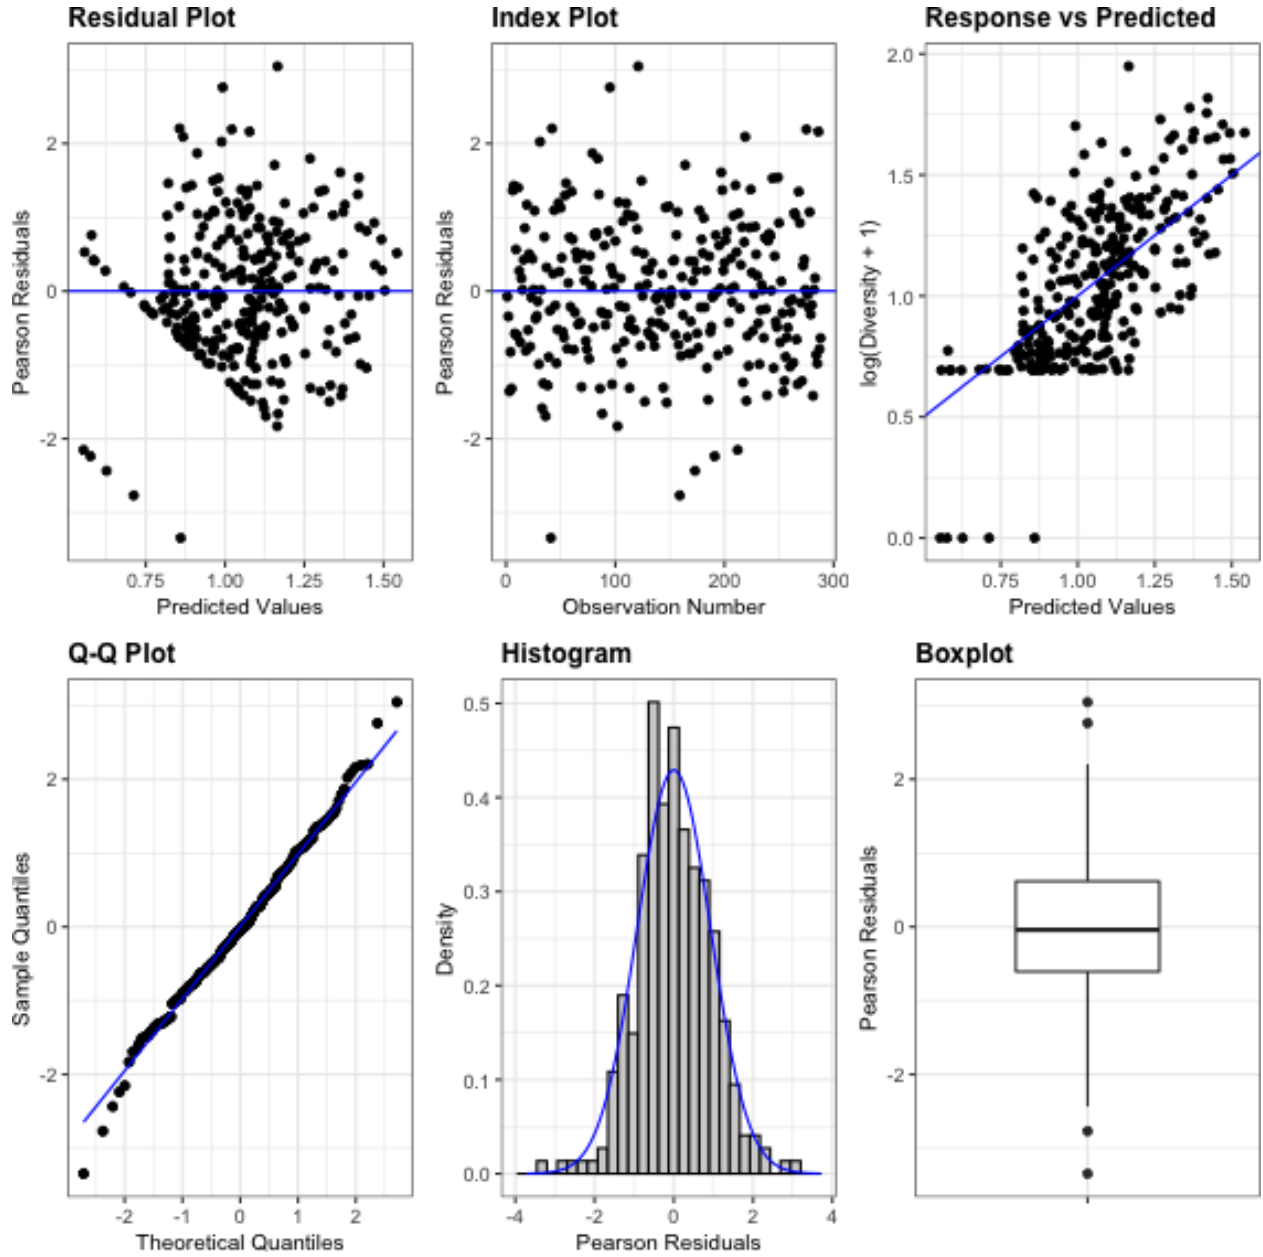 Residual Plot
Index Plot
Response vs Predicted
Pearson Residuals
2
0
-2
0.75 1.00 1.25 1.50
Predicted Values
Pearson Residuals
2
0
-2
0 100 200 300
Observation Number
log(Diversity + 1)
2.0
1.5
1.0
0.5
0.0
0.75 1.00 1.25 1.50
Predicted Values
Q-Q Plot
Histogram
Boxplot
Sample Quantiles
2
0
-2
-2 -1 0 1 2
Theoretical Quantiles
Density
0.5
0.4
0.3
0.2
0.1
0.0
-4 -2 0 2 4
Pearson Residuals
Pearson Residuals
2
0
-2